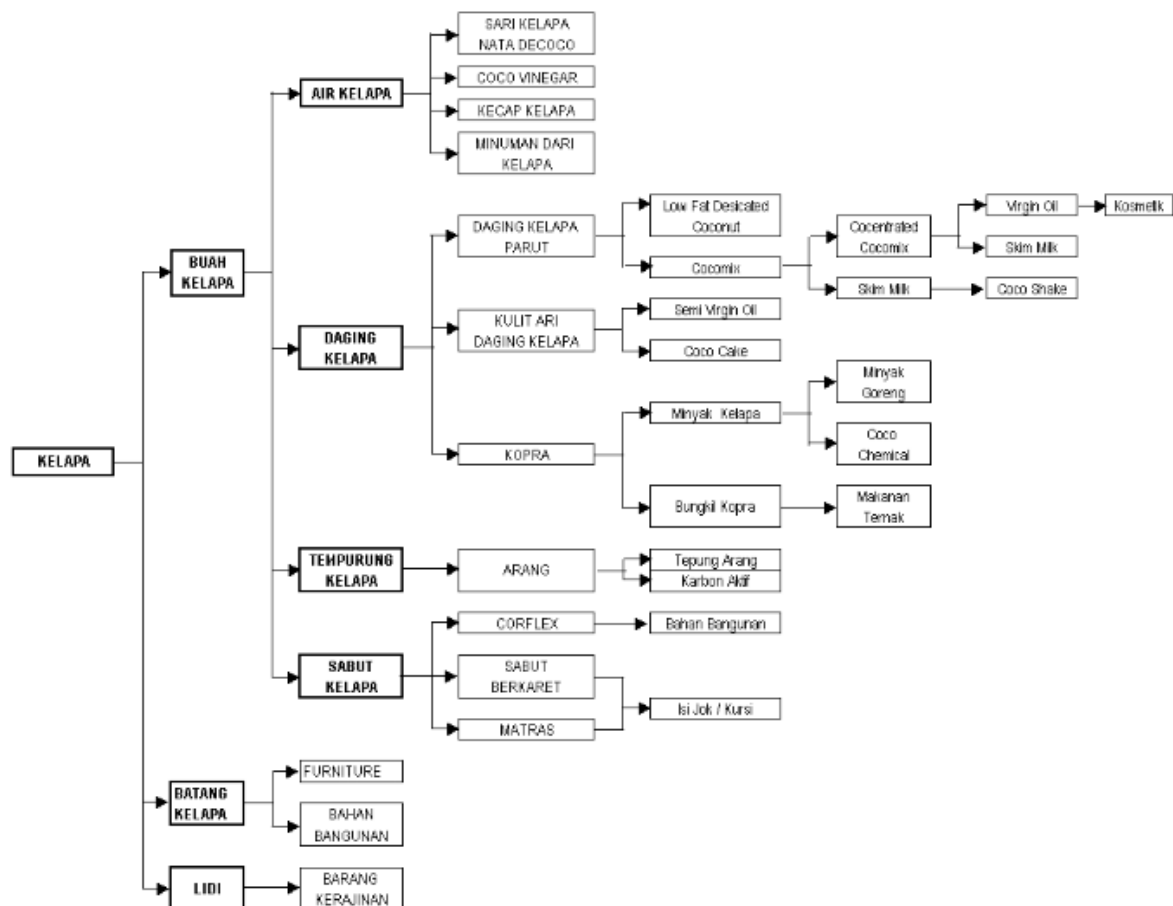 SARI KELAPA
NATA DECOCO
COCO VINEGAR
AIR KELAPA
KECAP KELAPA
MINUMAN DARI
KELAPA
Low Fat Desicated
Coconut
Virgin Oil
Kosmetik
DAGING KELAPA
PARUT
Cocentrated
Cocomix
Skim Milk
BUAH
KELAPA
Cocomix
Skim Milk
Coco Shake
Semi Virgin Oil
KULIT ARI
DAGING KELAPA
DAGING
KELAPA
Coco Cake
Minyak
Goreng
Minyak Kelapa
Coco
Chemical
KELAPA
KOPRA
Bungkil Kopra
Makanan
Ternak
TEMPURUNG
KELAPA
ARANG
Tepung Arang
Karbon Aktif
CORFLEX
Bahan Bangunan
SABUT
KELAPA
SABUT
BERKARET
Isi Jok / Kursi
MATRAS
FURNITURE
BATANG
KELAPA
BAHAN
BANGUNAN
LIDI
BARANG
KERAJINAN